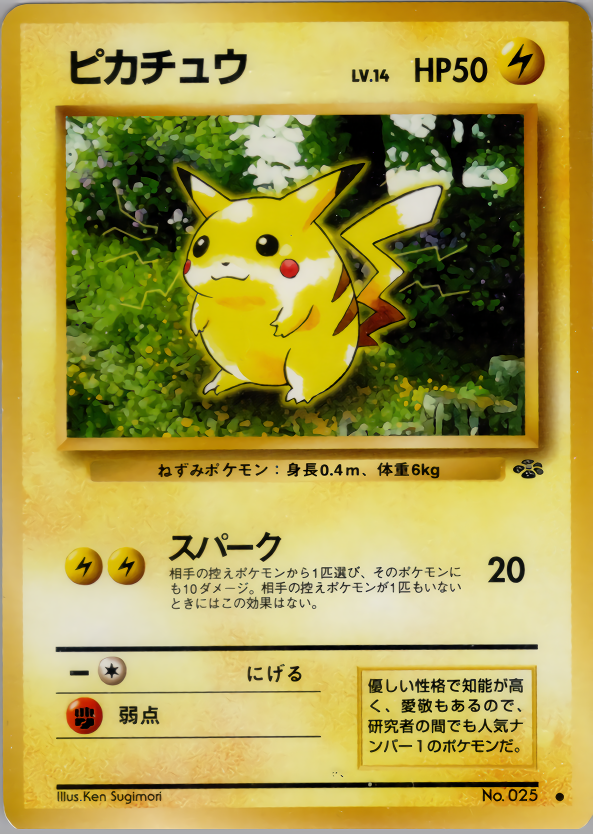 ピカチュウ LV.14 HP50
ねずみポケモン：身長0.4m、体重6kg
スパーク 20
相手の控えポケモンから1匹選び、そのポケモンに
も10ダメージ。相手の控えポケモンが1匹もいない
ときにはこの効果はない。
ー にげる
弱点
優しい性格で知能が高
く、愛敬もあるので、
研究者の間でも人気ナ
ンバー1のポケモンだ。
Illus.Ken Sugimori No.025